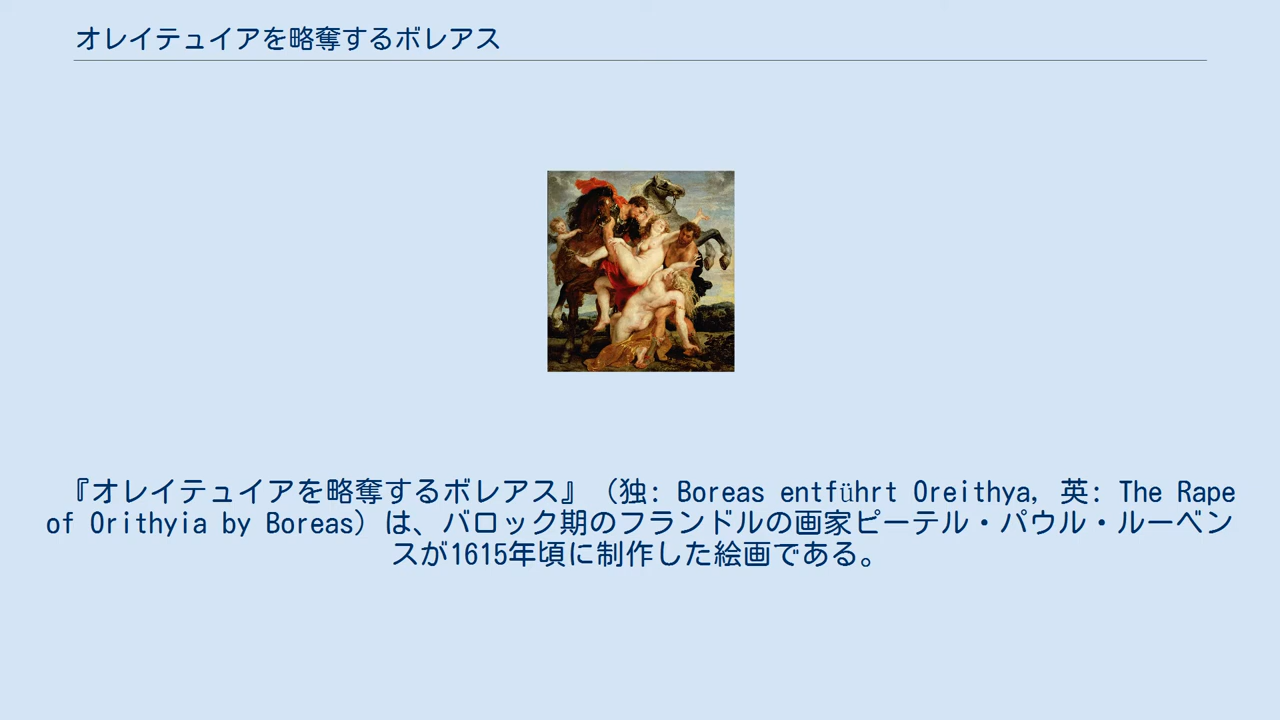 オレイテュイアを略奪するボレアス
『オレイテュイアを略奪するボレアス』（独: Boreas entführt Oreithya, 英: The Rape
of Orithyia by Boreas）は、バロック期のフランドルの画家ピーテル・パウル・ルーベン
スが1615年頃に制作した絵画である。